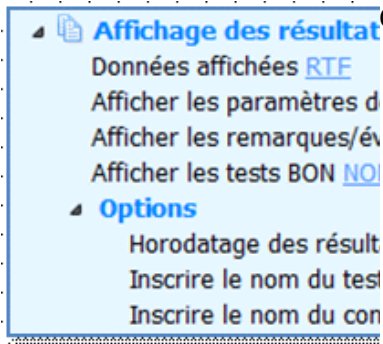 Affichage des résultat
Données affichées RTF
Afficher les paramètres d
Afficher les remarques/év
Afficher les tests BON NO
Options
Horodatage des résult
Inscrire le nom du test
Inscrire le nom du con